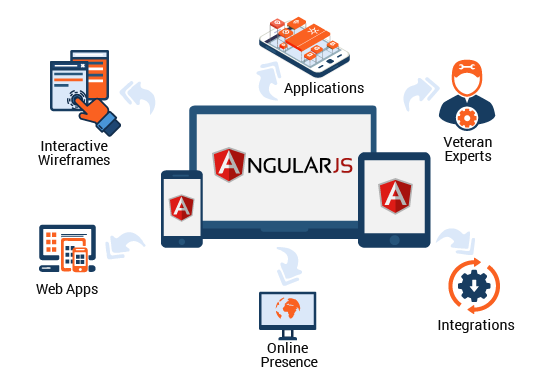 Applications
Interactive
Wireframes
Veteran
Experts
ANGULARJS
A
A
Web Apps
Integrations
Online
Presence